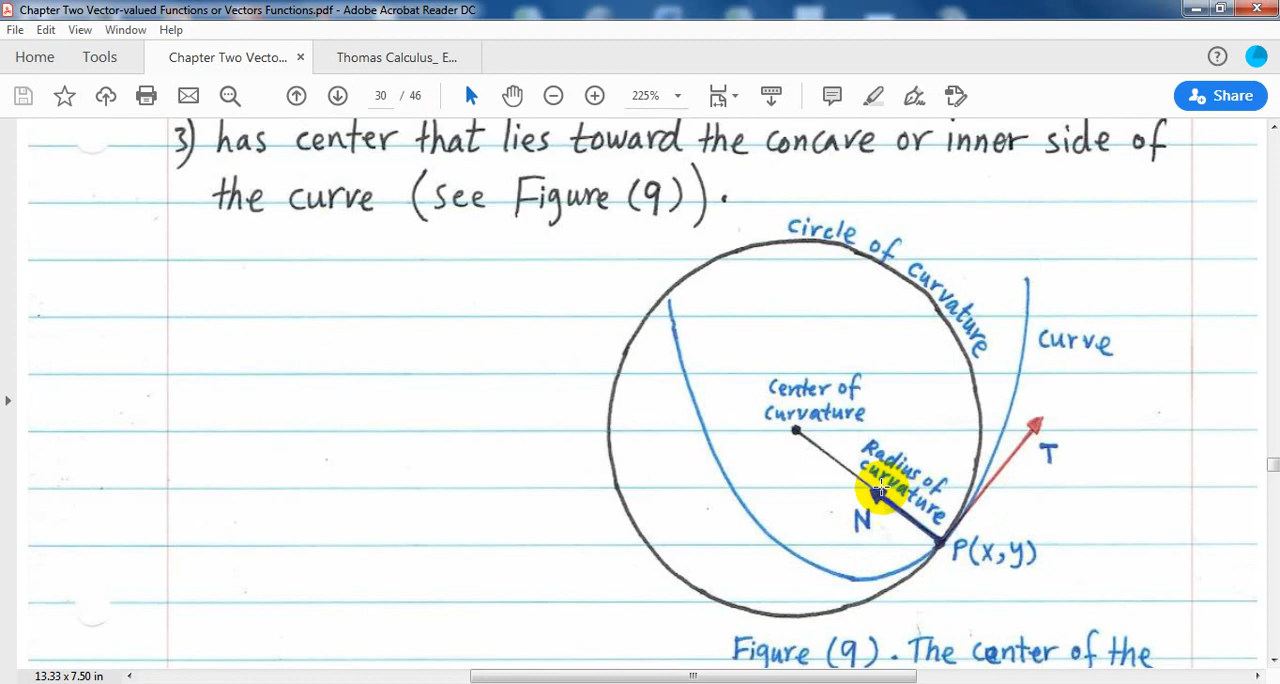 Chapter Two Vector-valued Functions or Vectors Functions.pdf - Adobe Acrobat Reader DC
File Edit View Window Help
Home Tools Chapter Two Vecto... × Thomas Calculus_ E...
30 / 46 225% Share
3) has center that lies toward the concave or inner side of
the curve (see Figure (9)).
circle of curvature
curve
Center of
curvature
Radius of
curvature
T
N
P(x,y)
Figure (9). The center of the
13.33 x 7.50 in